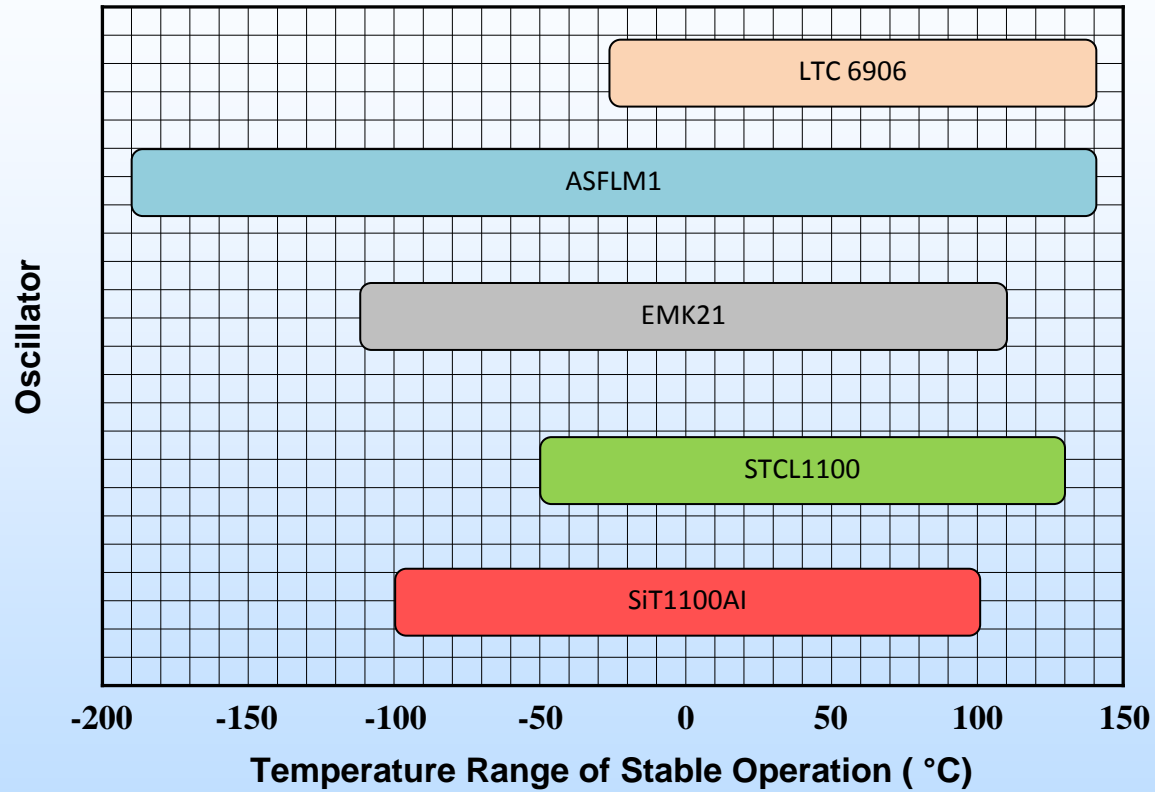 LTC 6906
ASFLM1
EMK21
STCL1100
SiT1100AI
Oscillator
-200 -150 -100 -50 0 50 100 150
Temperature Range of Stable Operation ( °C)